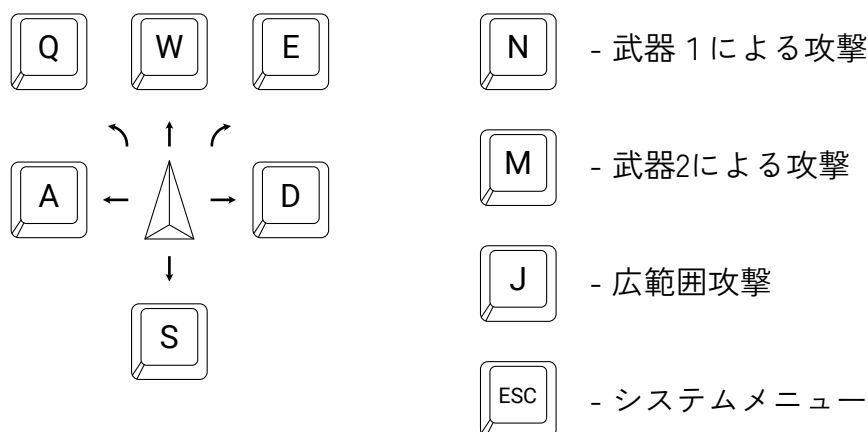 Q W E
A D
S
N - 武器 1 による攻撃
M - 武器2による攻撃
J - 広範囲攻撃
ESC - システムメニュー